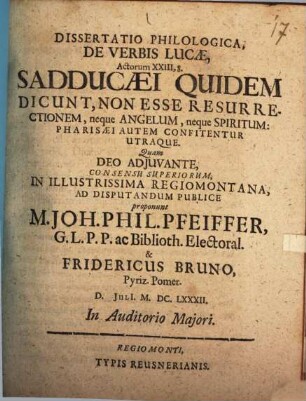 17
DISSERTATIO PHILOLOGICA,
DE VERBIS LUCÆ,
Actorum XXIII, 8.
SADDUCÆI QUIDEM
DICUNT, NON ESSE RESURRE-
CTIONEM, neque ANGELUM, neque SPIRITUM:
PHARISÆI AUTEM CONFITENTUR
UTRAQUE.
Quam
DEO ADJUVANTE,
CONSENSU SUPERIORUM,
IN ILLUSTRISSIMA REGIOMONTANA,
AD DISPUTANDUM PUBLICE
proponunt
M. JOH. PHIL. PFEIFFER,
G. L. P. P. ac Biblioth. Electoral.
&
FRIDERICUS BRUNO,
Pyriz. Pomer.
D. JULI. M. DC. LXXXII.
In Auditorio Majori.
REGIOMONTI,
TYPIS REUSNERIANIS.